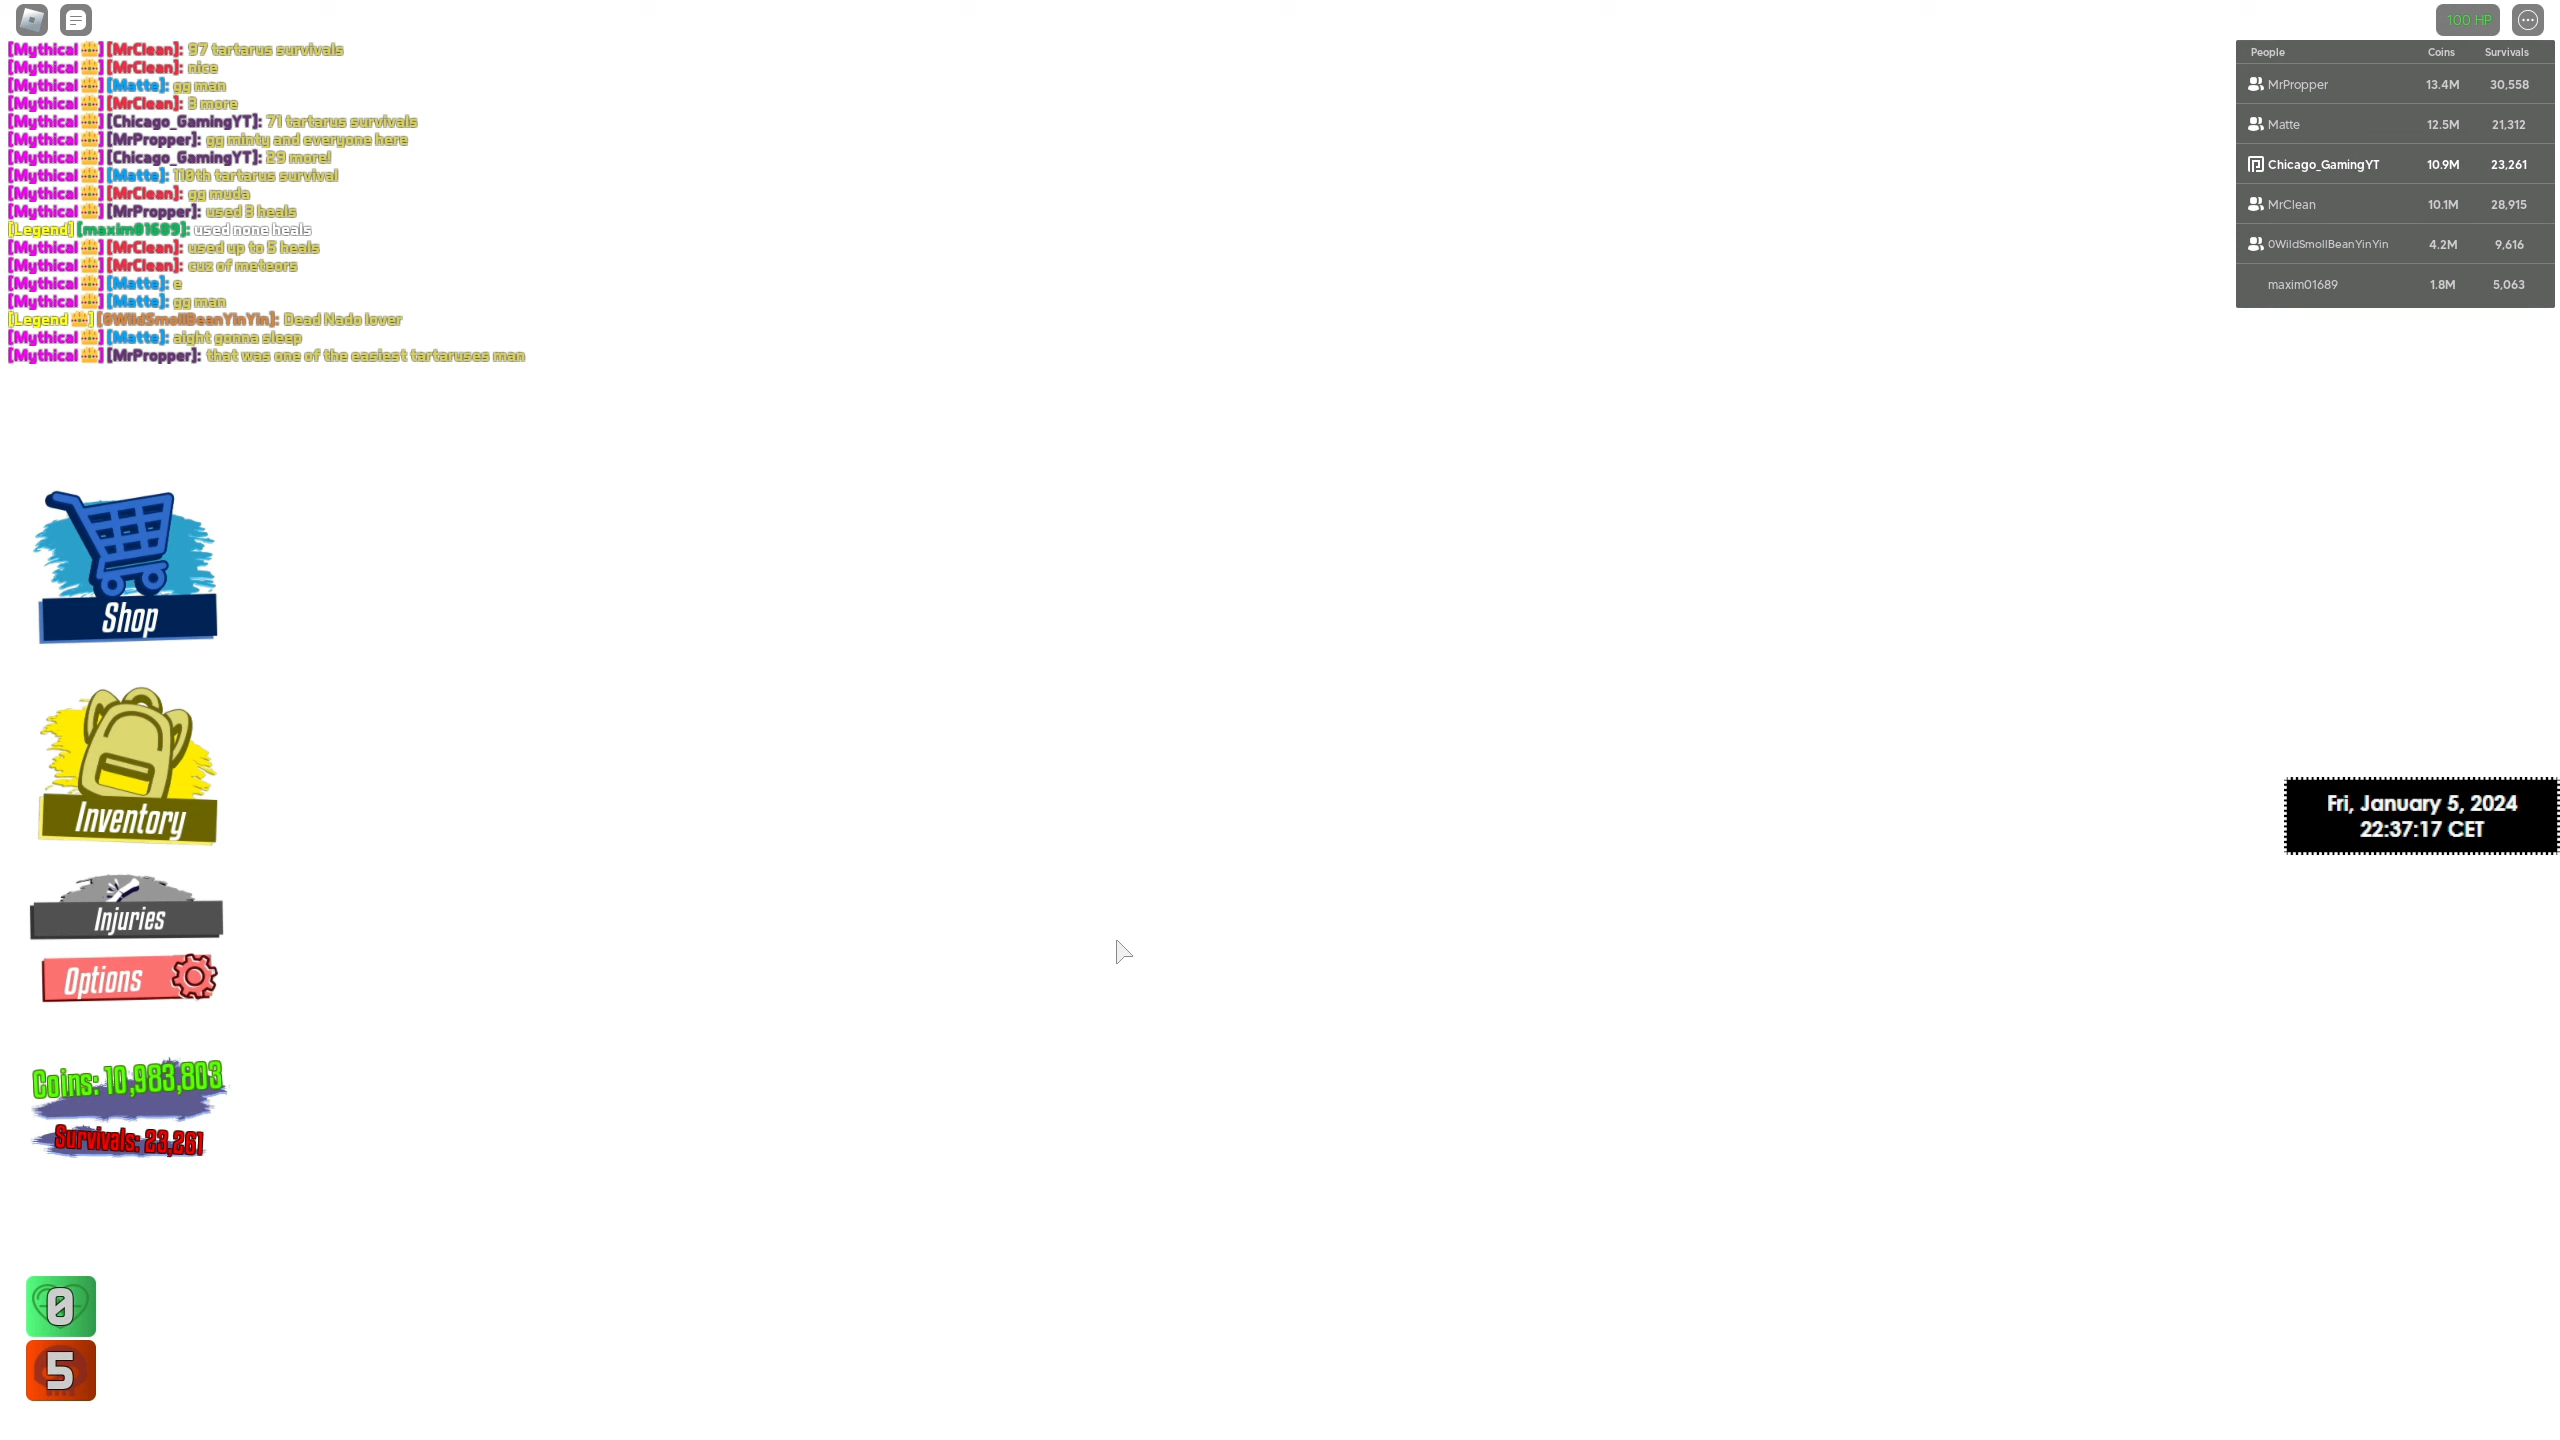 [Mythical] [MrClean]: 97 tartarus survivals
[Mythical] [MrClean]: nice
[Mythical] [Matte]: gg man
[Mythical] [MrClean]: 3 more
[Mythical] [Chicago_GamingYT]: 71 tartarus survivals
[Mythical] [MrPropper]: gg minty and everyone here
[Mythical] [Chicago_GamingYT]: 29 more!
[Mythical] [Matte]: 110th tartarus survival
[Mythical] [MrClean]: gg muda
[Mythical] [MrPropper]: used 3 heals
[Legend] [maxim01689]: used none heals
[Mythical] [MrClean]: used up to 5 heals
[Mythical] [MrClean]: cuz of meteors
[Mythical] [Matte]: e
[Mythical] [Matte]: gg man
[Legend] [0WildSmollBeanYinYin]: Dead Nado lover
[Mythical] [Matte]: aight gonna sleep
[Mythical] [MrPropper]: that was one of the easiest tartaruses man
100 HP
People Coins Survivals
MrPropper 13.4M 30,558
Matte 12.5M 21,312
Chicago_GamingYT 10.9M 23,261
MrClean 10.1M 28,915
0WildSmollBeanYinYin 4.2M 9,616
maxim01689 1.8M 5,063
Shop
Inventory
Injuries
Options
Fri, January 5, 2024
22:37:17 CET
Coins: 10,983,803
Survivals: 23,261
0
5